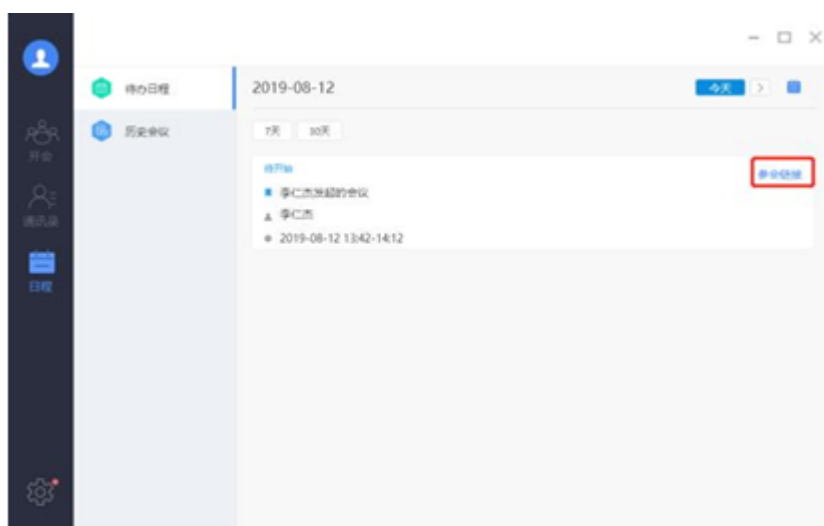 待办日程
2019-08-12
今天
历史会议
7天
30天
开会
待开始
参会链接
李仁杰发起的会议
李仁杰
通讯录
2019-08-12 13:42-14:12
日程